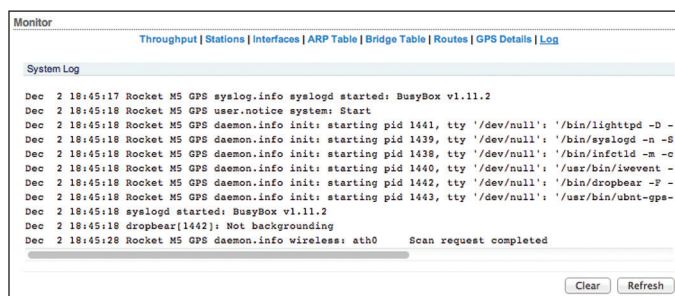 Monitor
Throughput | Stations | Interfaces | ARP Table | Bridge Table | Routes | GPS Details | Log
System Log
Dec  2 18:45:17 Rocket M5 GPS syslog.info syslogd started: BusyBox v1.11.2
Dec  2 18:45:18 Rocket M5 GPS user.notice system: Start
Dec  2 18:45:18 Rocket M5 GPS daemon.info init: starting pid 1441, tty '/dev/null': '/bin/lighttpd -D -
Dec  2 18:45:18 Rocket M5 GPS daemon.info init: starting pid 1439, tty '/dev/null': '/bin/syslogd -n -S
Dec  2 18:45:18 Rocket M5 GPS daemon.info init: starting pid 1438, tty '/dev/null': '/bin/infctld -m -c
Dec  2 18:45:18 Rocket M5 GPS daemon.info init: starting pid 1440, tty '/dev/null': '/usr/bin/iwevent -
Dec  2 18:45:18 Rocket M5 GPS daemon.info init: starting pid 1442, tty '/dev/null': '/bin/dropbear -F -
Dec  2 18:45:18 Rocket M5 GPS daemon.info init: starting pid 1443, tty '/dev/null': '/usr/bin/ubnt-gps-
Dec  2 18:45:18 syslogd started: BusyBox v1.11.2
Dec  2 18:45:18 dropbear[1442]: Not backgrounding
Dec  2 18:45:28 Rocket M5 GPS daemon.info wireless: ath0     Scan request completed
Clear Refresh